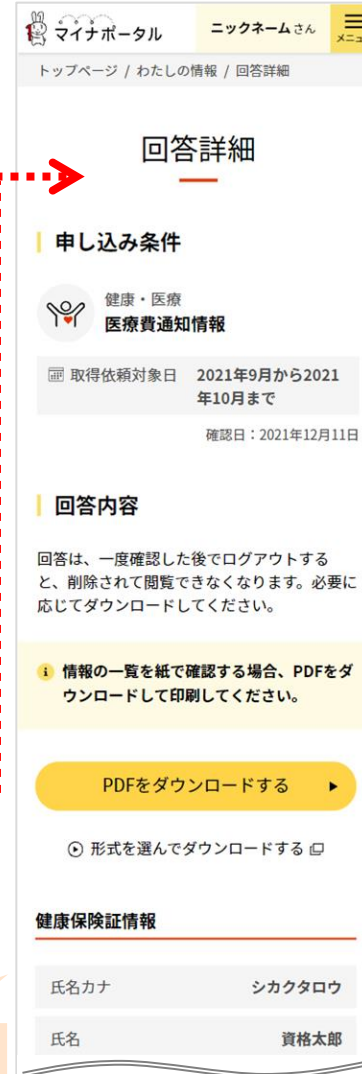 マイナポータル
ニックネームさん
メニュー
トップページ / わたしの情報 / 回答詳細
回答詳細
申し込み条件
健康・医療
医療費通知情報
取得依頼対象日 2021年9月から2021
年10月まで
確認日：2021年12月11日
回答内容
回答は、一度確認した後でログアウトする
と、削除されて閲覧できなくなります。必要に
応じてダウンロードしてください。
情報の一覧を紙で確認する場合、PDFをダ
ウンロードして印刷してください。
PDFをダウンロードする
形式を選んでダウンロードする
健康保険証情報
氏名カナ シカクタロウ
氏名 資格太郎